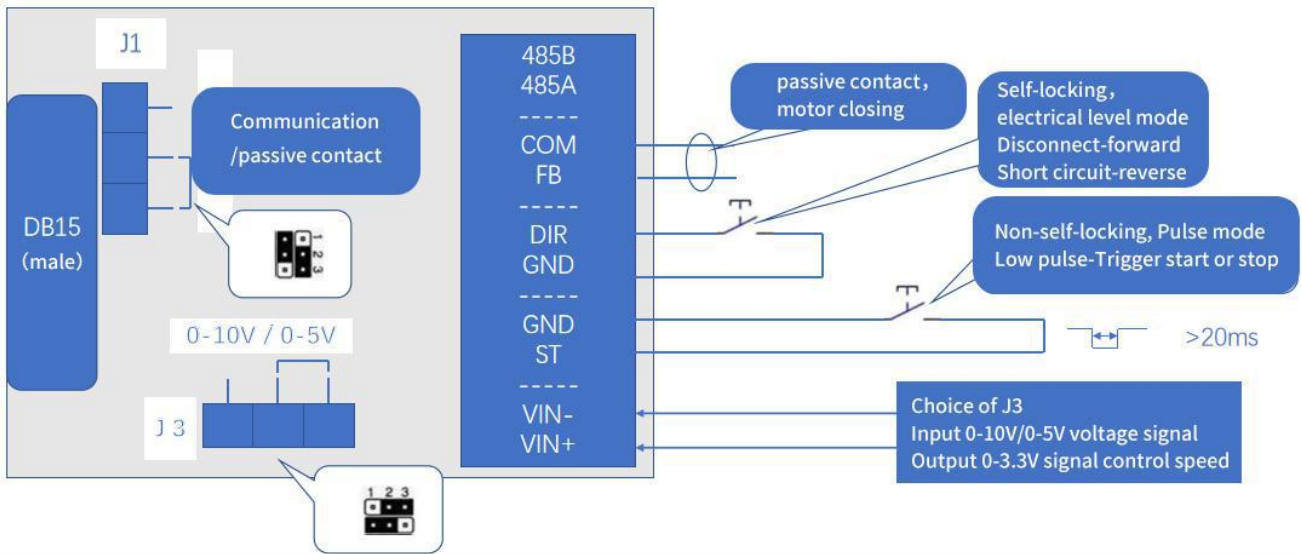 J1
Communication
/passive contact
DB15
(male)
1
2
3
0-10V / 0-5V
J 3
1 2 3
485B
485A
-----
COM
FB
-----
DIR
GND
-----
GND
ST
-----
VIN-
VIN+
passive contact,
motor closing
Self-locking,
electrical level mode
Disconnect-forward
Short circuit-reverse
Non-self-locking, Pulse mode
Low pulse-Trigger start or stop
>20ms
Choice of J3
Input 0-10V/0-5V voltage signal
Output 0-3.3V signal control speed